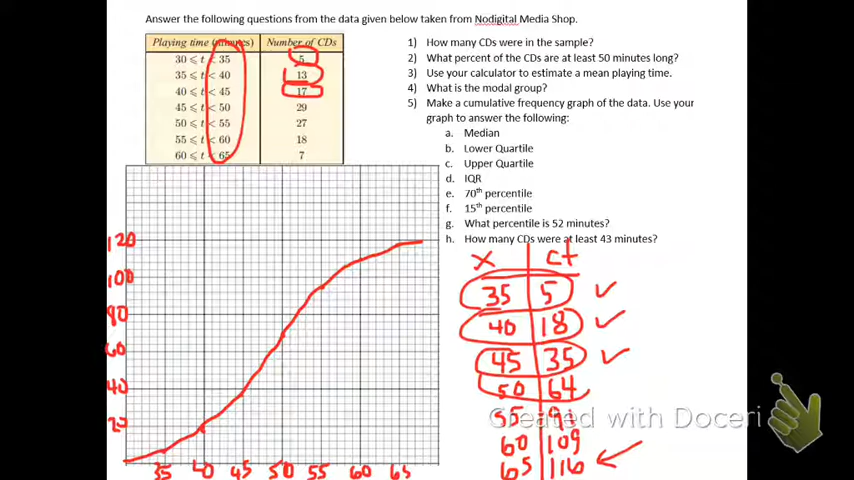 Answer the following questions from the data given below taken from Nodigital Media Shop.
Playing time (minutes) Number of CDs
30 ⩽ t < 35 5
35 ⩽ t < 40 13
40 ⩽ t < 45 17
45 ⩽ t < 50 29
50 ⩽ t < 55 27
55 ⩽ t < 60 18
60 ⩽ t < 65 7
1) How many CDs were in the sample?
2) What percent of the CDs are at least 50 minutes long?
3) Use your calculator to estimate a mean playing time.
4) What is the modal group?
5) Make a cumulative frequency graph of the data. Use your
graph to answer the following:
a. Median
b. Lower Quartile
c. Upper Quartile
d. IQR
e. 70th percentile
f. 15th percentile
g. What percentile is 52 minutes?
h. How many CDs were at least 43 minutes?
120
100
80
60
40
20
35 40 45 50 55 60 65
x cf
35 5
40 18
45 35
50 64
55
60 109
65 116
Created with Doceri